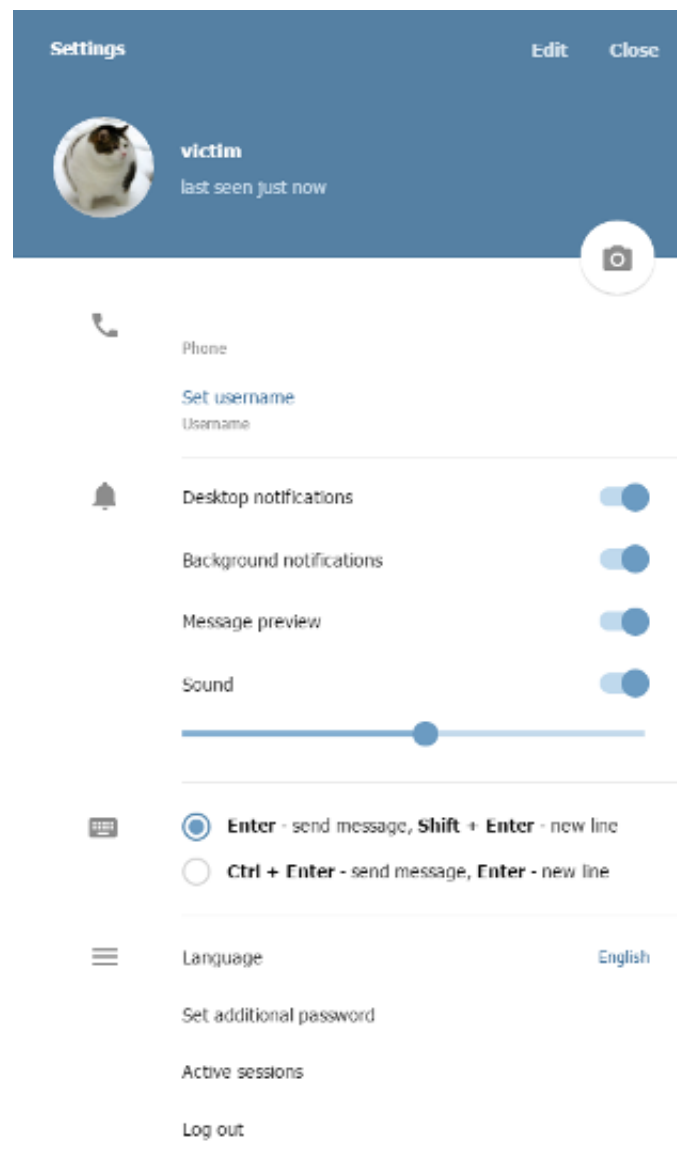 Settings Edit Close
victim
last seen just now
Phone
Set username
Username
Desktop notifications
Background notifications
Message preview
Sound
Enter - send message, Shift + Enter - new line
Ctrl + Enter - send message, Enter - new line
Language English
Set additional password
Active sessions
Log out